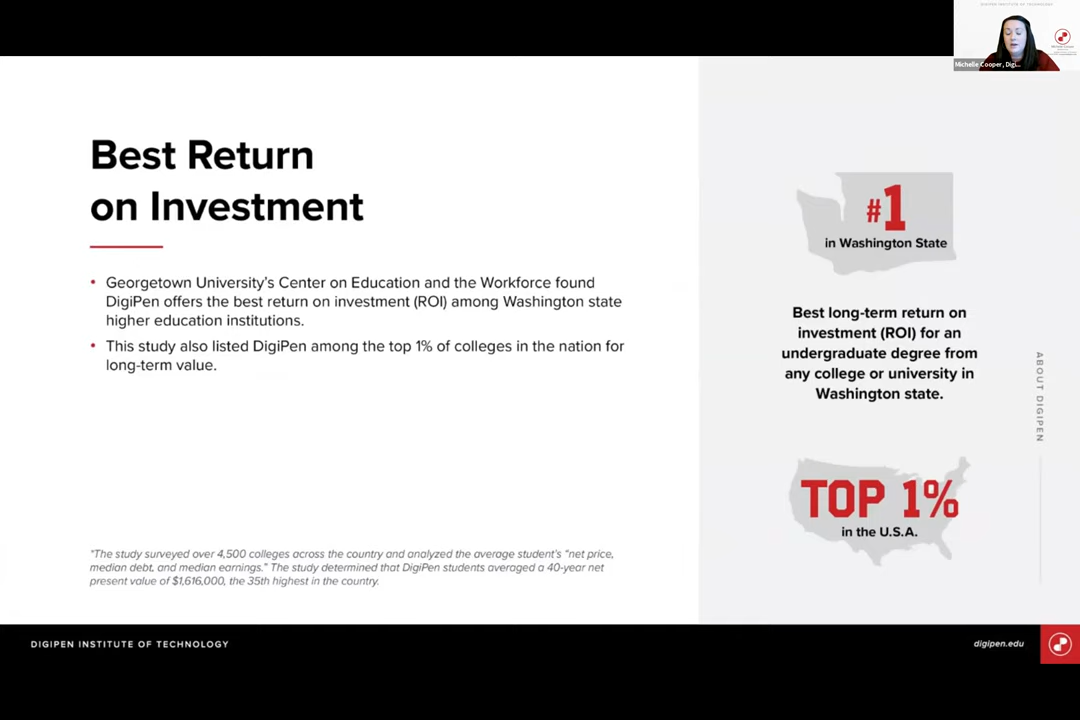 DIGIPEN INSTITUTE OF TECHNOLOGY
Michelle Cooper, Digi...
Best Return
on Investment
• Georgetown University's Center on Education and the Workforce found
DigiPen offers the best return on investment (ROI) among Washington state
higher education institutions.
• This study also listed DigiPen among the top 1% of colleges in the nation for
long-term value.
"The study surveyed over 4,500 colleges across the country and analyzed the average student's "net price,
median debt, and median earnings." The study determined that DigiPen students averaged a 40-year net
present value of $1,616,000, the 35th highest in the country.
#1
in Washington State
Best long-term return on
investment (ROI) for an
undergraduate degree from
any college or university in
Washington state.
TOP 1%
in the U.S.A.
ABOUT DIGIPEN
DIGIPEN INSTITUTE OF TECHNOLOGY
digipen.edu